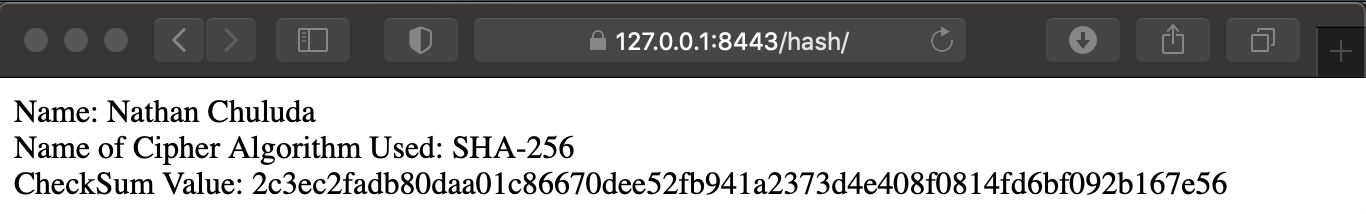 127.0.0.1:8443/hash/
Name: Nathan Chuluda
Name of Cipher Algorithm Used: SHA-256
CheckSum Value: 2c3ec2fadb80daa01c86670dee52fb941a2373d4e408f0814fd6bf092b167e56